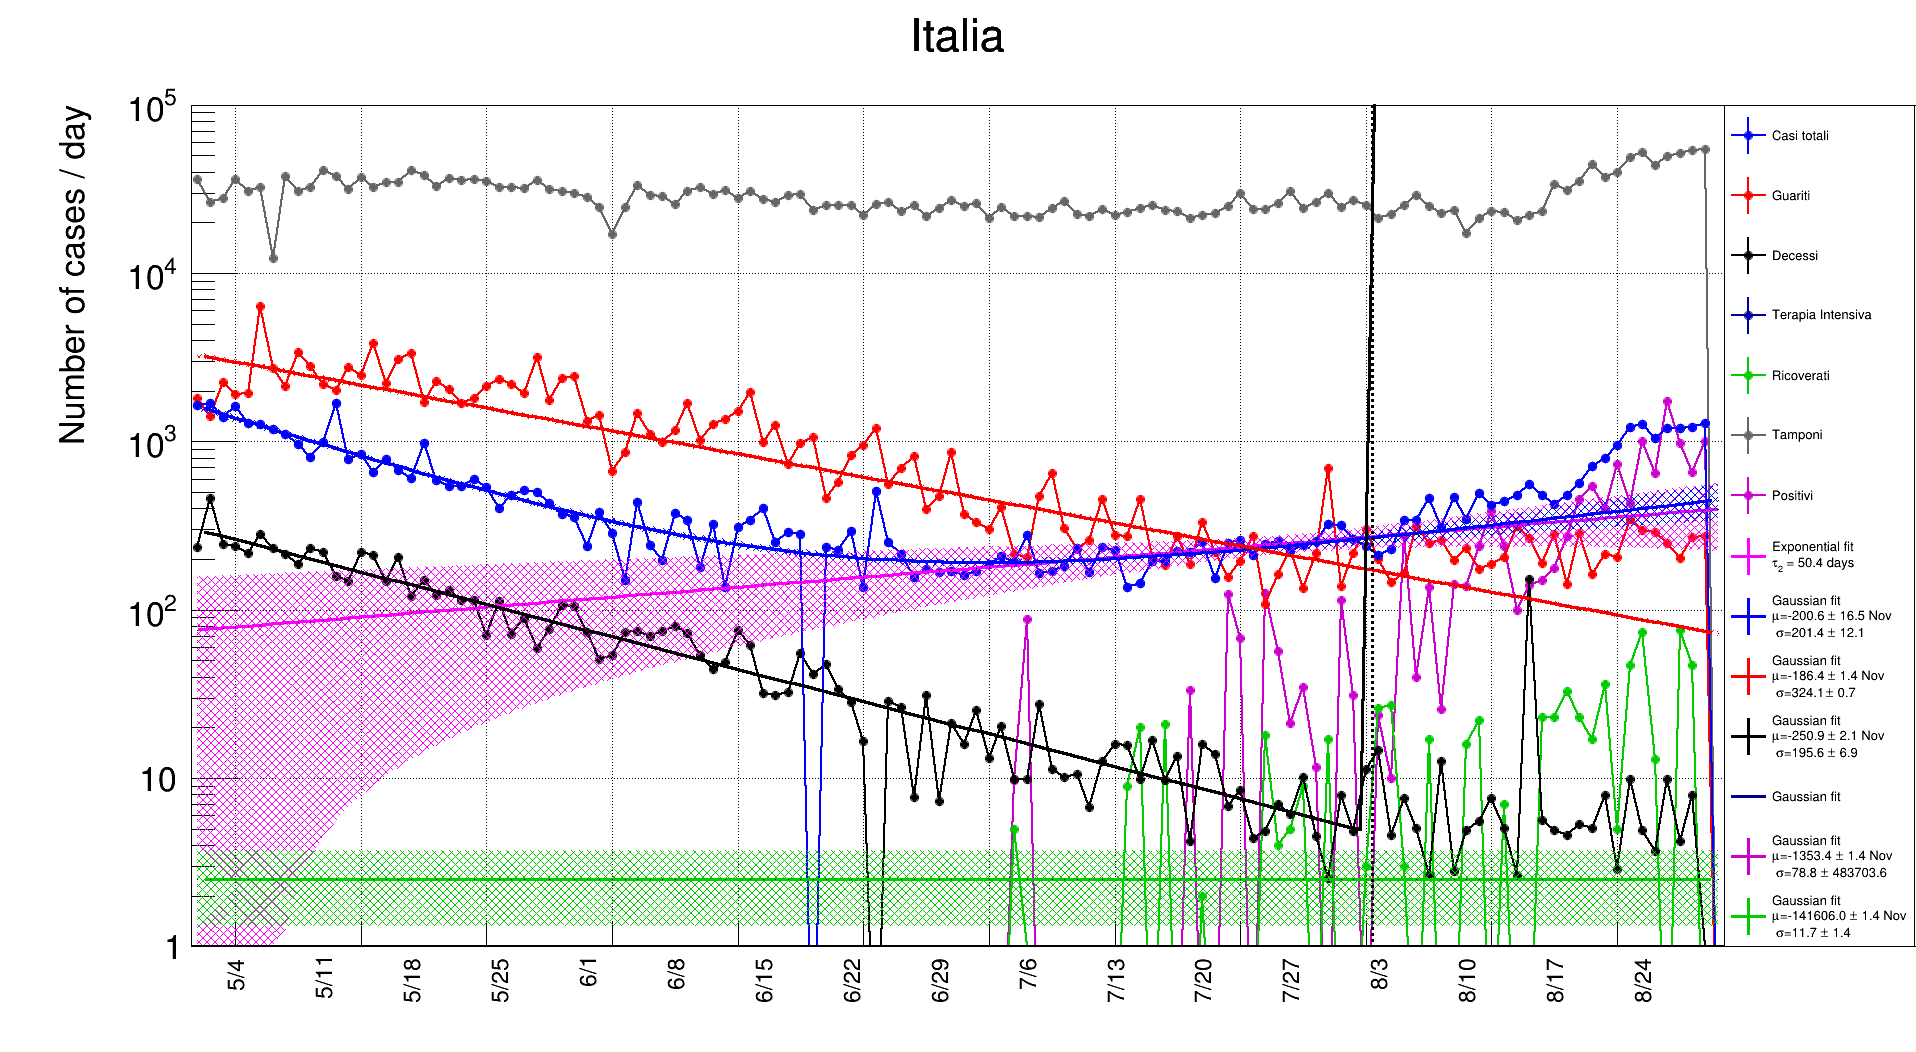 Italia
Number of cases / day
10^5
10^4
10^3
10^2
10
1
5/4
5/11
5/18
5/25
6/1
6/8
6/15
6/22
6/29
7/6
7/13
7/20
7/27
8/3
8/10
8/17
8/24
Casi totali
Guariti
Decessi
Terapia Intensiva
Ricoverati
Tamponi
Positivi
Exponential fit
τ₂ = 50.4 days
Gaussian fit
μ=-200.6 ± 16.5 Nov
σ=201.4 ± 12.1
Gaussian fit
μ=-186.4 ± 1.4 Nov
σ=324.1 ± 0.7
Gaussian fit
μ=-250.9 ± 2.1 Nov
σ=195.6 ± 6.9
Gaussian fit
Gaussian fit
μ=-1353.4 ± 1.4 Nov
σ=78.8 ± 483703.6
Gaussian fit
μ=-141606.0 ± 1.4 Nov
σ=11.7 ± 1.4